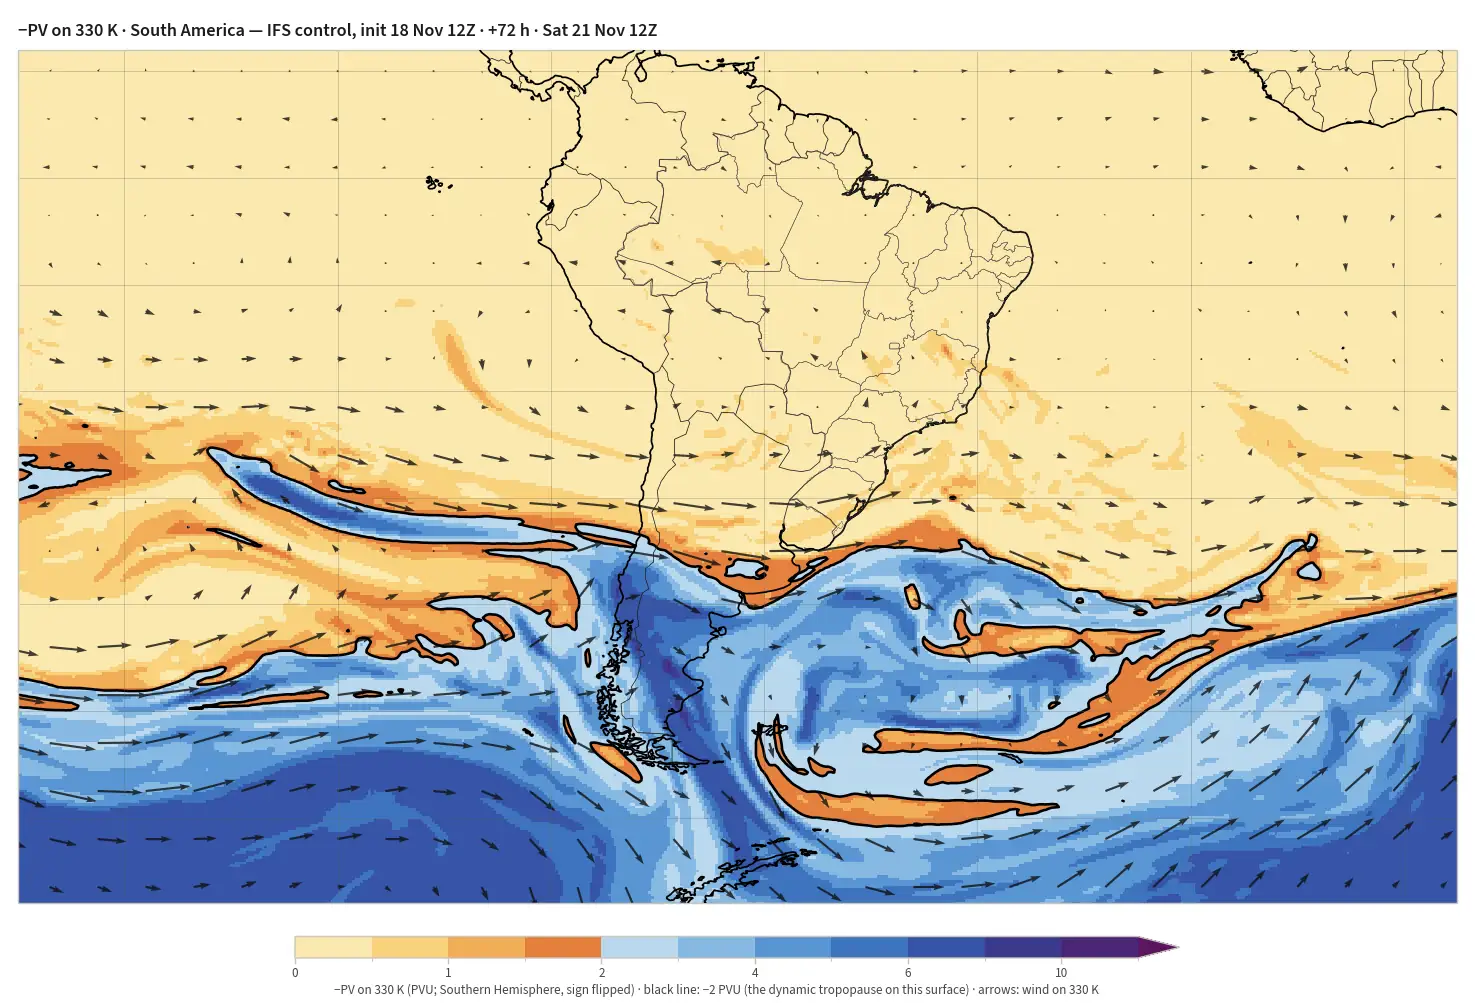 −PV on 330 K · South America — IFS control, init 18 Nov 12Z · +72 h · Sat 21 Nov 12Z
0 1 2 4 6 10
−PV on 330 K (PVU; Southern Hemisphere, sign flipped) · black line: −2 PVU (the dynamic tropopause on this surface) · arrows: wind on 330 K